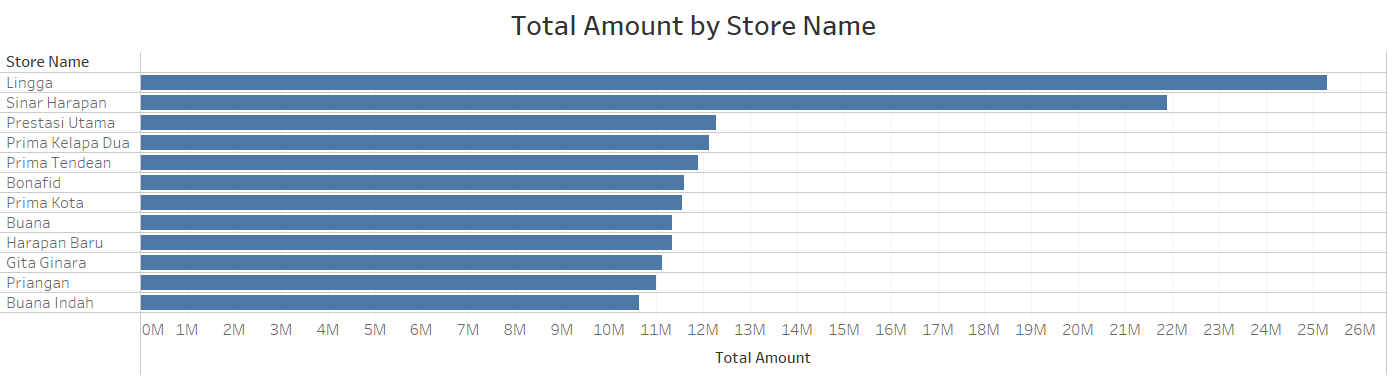 Total Amount by Store Name
Store Name
Lingga
Sinar Harapan
Prestasi Utama
Prima Kelapa Dua
Prima Tendean
Bonafid
Prima Kota
Buana
Harapan Baru
Gita Ginara
Priangan
Buana Indah
0M 1M 2M 3M 4M 5M 6M 7M 8M 9M 10M 11M 12M 13M 14M 15M 16M 17M 18M 19M 20M 21M 22M 23M 24M 25M 26M
Total Amount